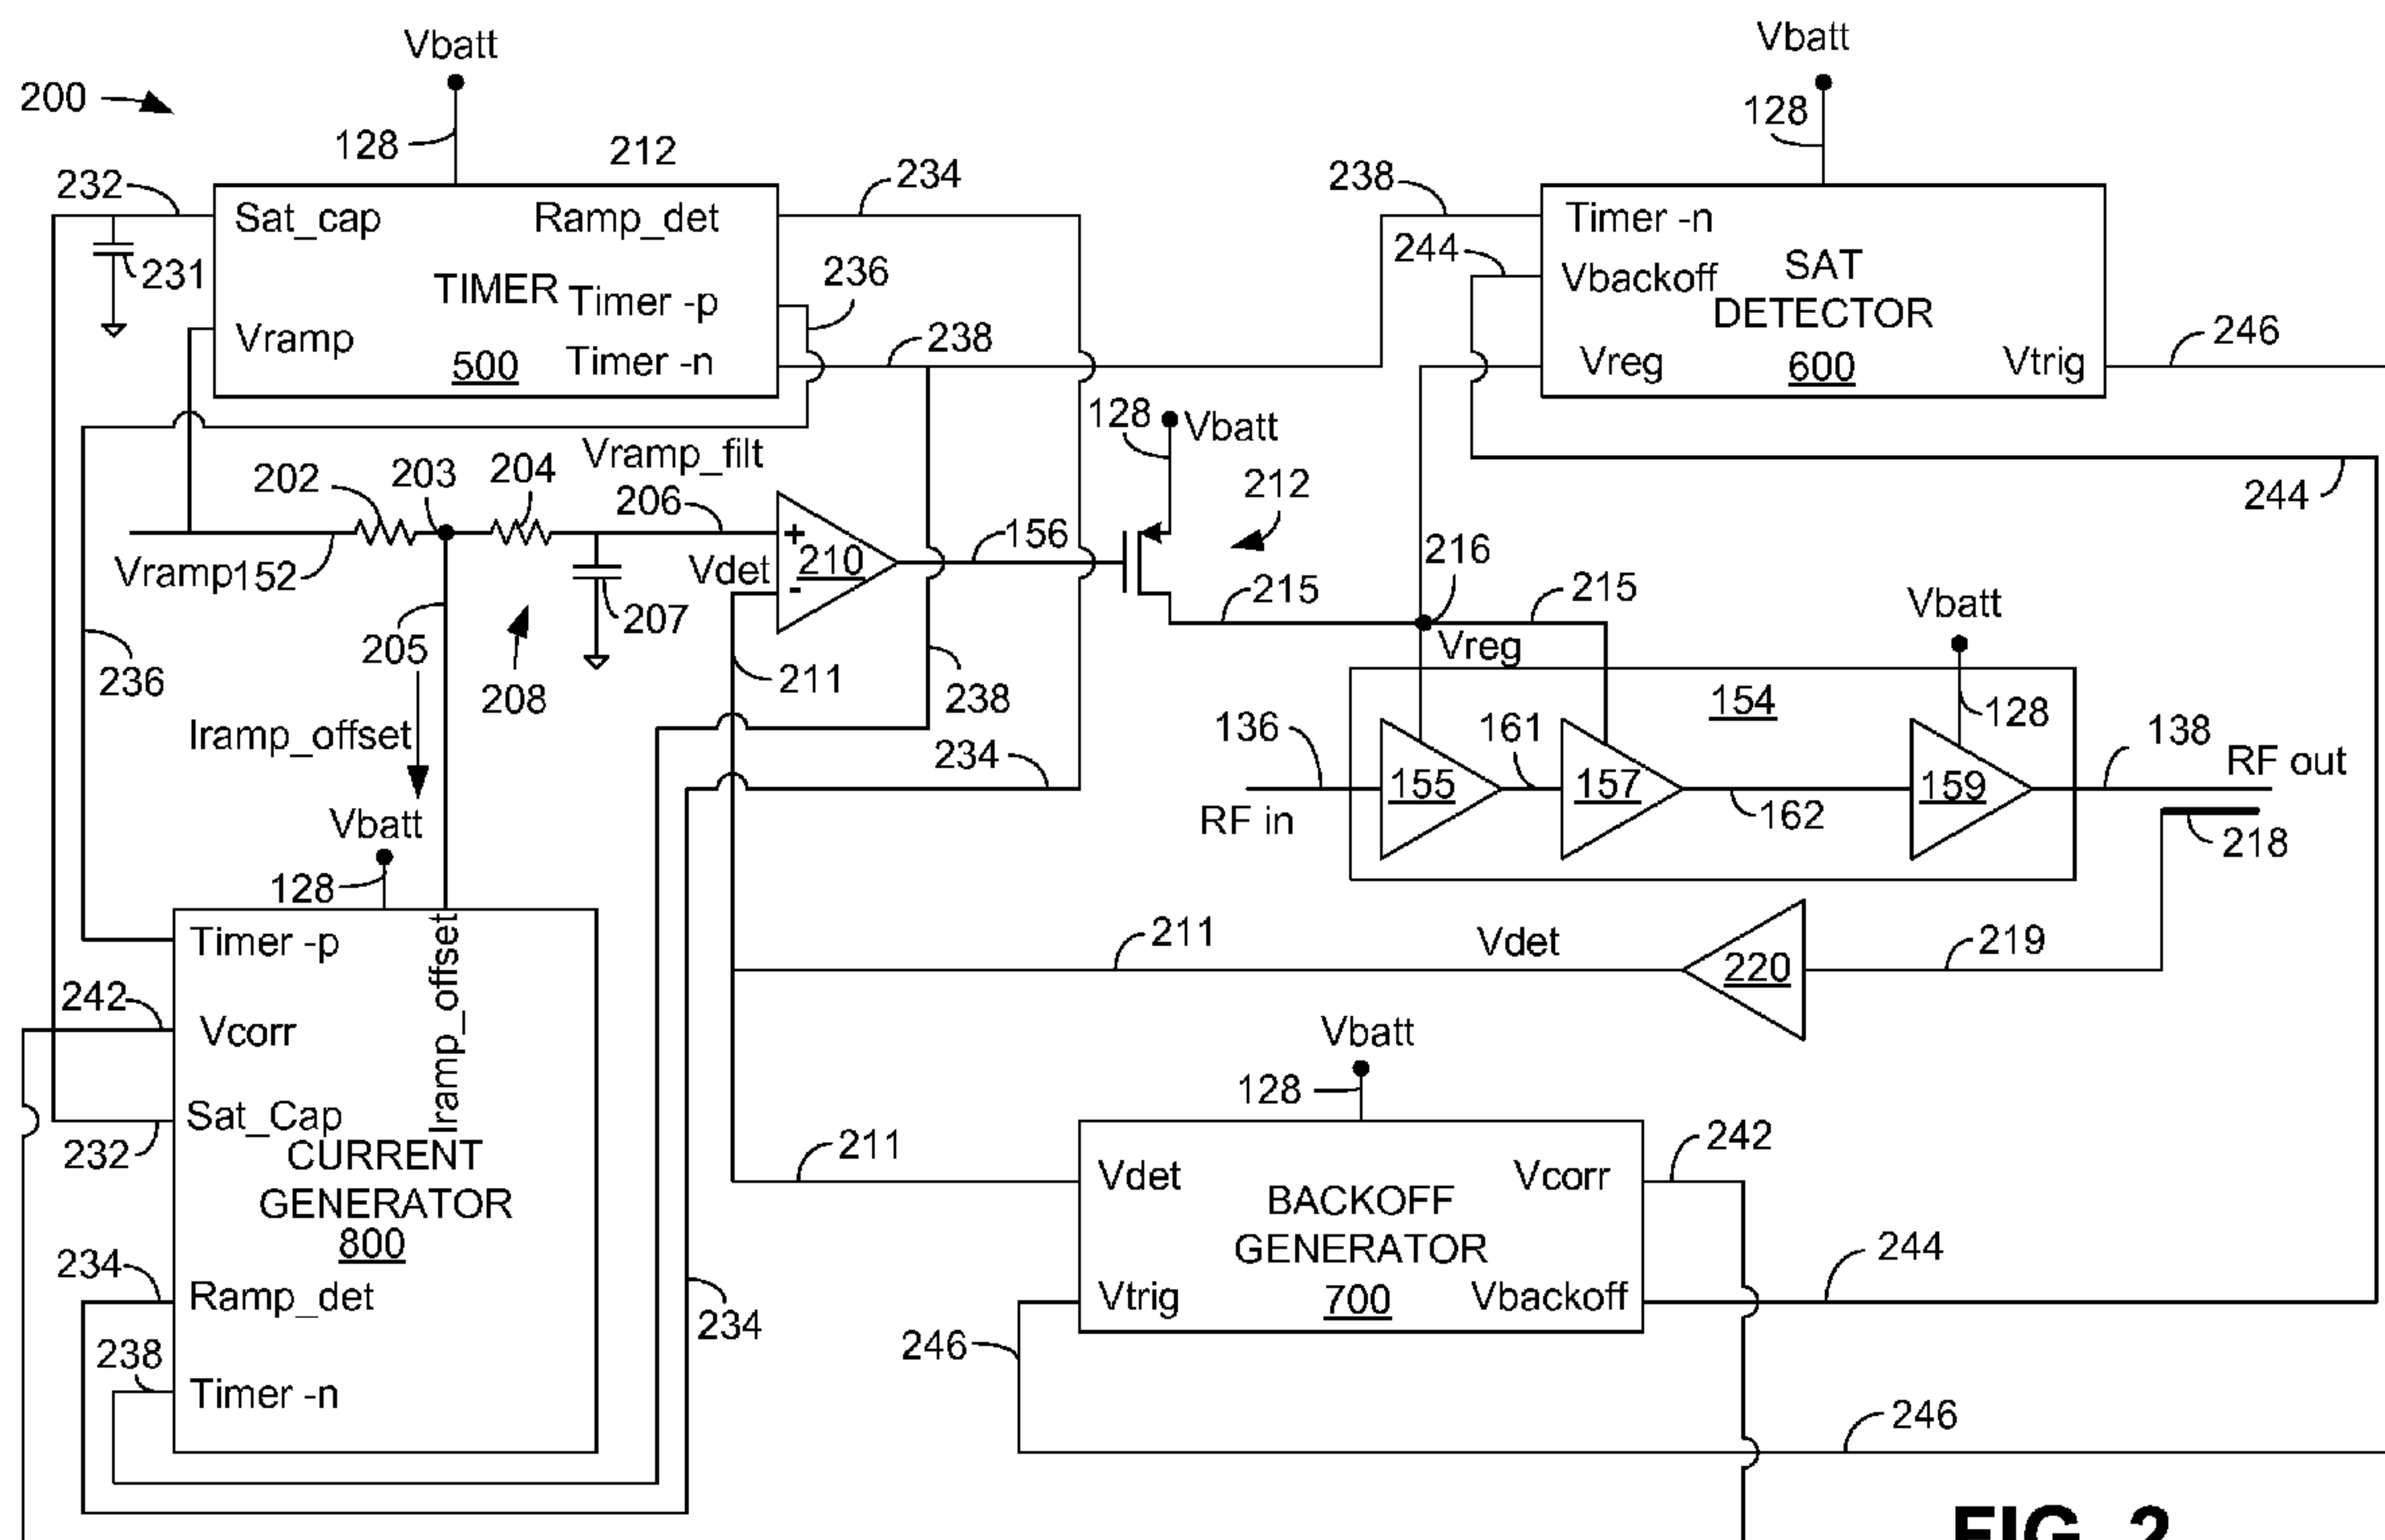 Vbatt
Vbatt
200
128
212
128
232
234
238
Sat_cap
Ramp_det
Timer -n
244
231
236
Vbackoff
SAT
TIMER
Timer -p
DETECTOR
246
Vramp
238
500
Timer -n
Vreg
600
Vtrig
128
Vbatt
Vramp_filt
202
203
204
212
244
206
156
216
+
210
Vdet
-
Vramp
152
207
215
215
Vbatt
205
Vreg
236
208
211
238
154
128
136
161
138
Iramp_offset
234
RF out
155
157
159
Vbatt
RF in
162
218
128
Timer -p
Iramp_offset
211
Vdet
219
220
242
Vcorr
Vbatt
128
Sat_Cap
232
CURRENT
GENERATOR
800
211
242
Vdet
Vcorr
BACKOFF
GENERATOR
234
244
Ramp_det
Vtrig
700
Vbackoff
234
238
246
Timer -n
246
FIG. 2